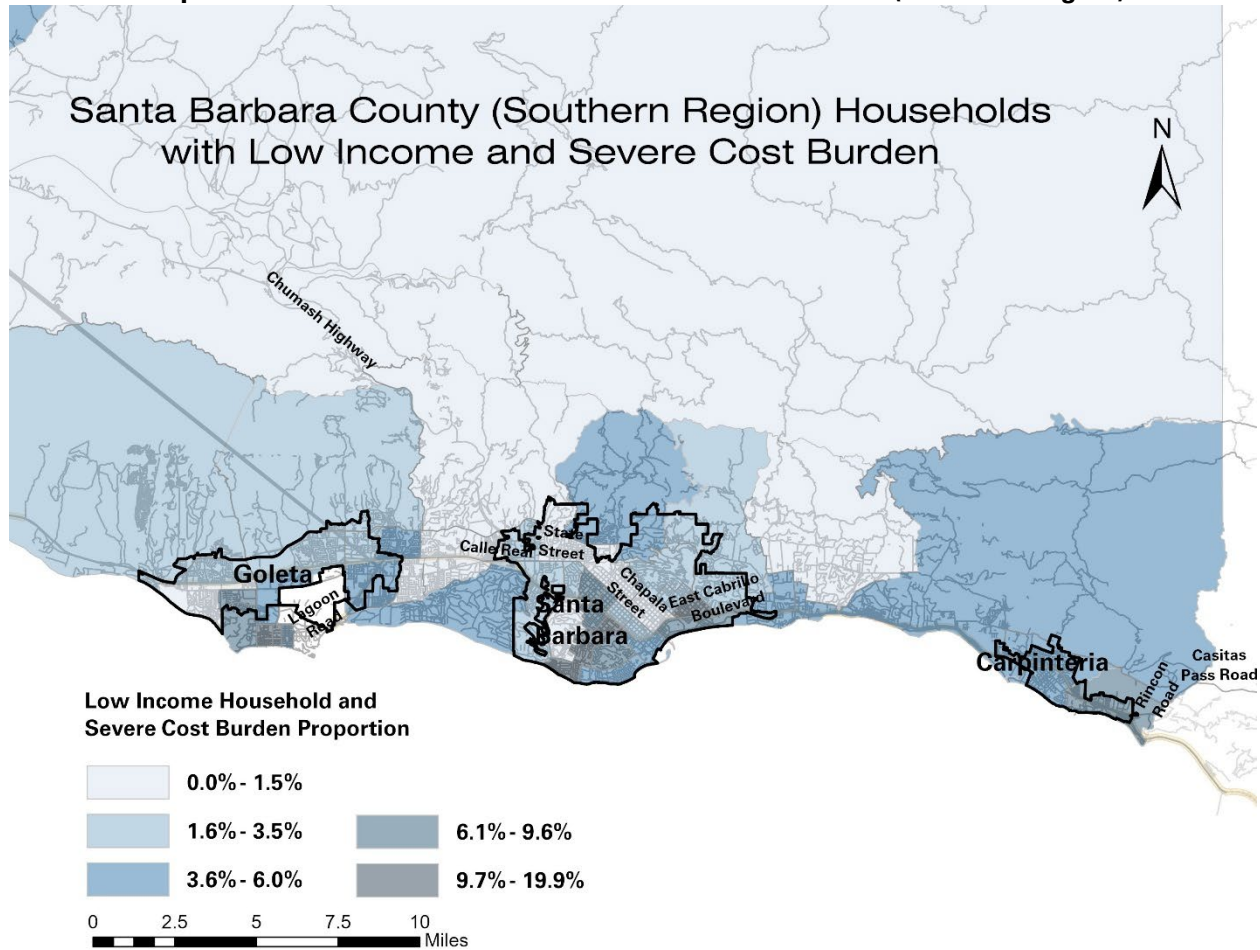 Santa Barbara County (Southern Region) Households
with Low Income and Severe Cost Burden
N
Chumash Highway
State
Calle Real Street
Goleta
Lagoon
Road
Chapala
Street
East Cabrillo
Boulevard
Santa
Barbara
Carpinteria
Rincon
Road
Casitas
Pass Road
Low Income Household and
Severe Cost Burden Proportion
0.0% - 1.5%
1.6% - 3.5%
3.6% - 6.0%
6.1% - 9.6%
9.7% - 19.9%
0 2.5 5 7.5 10
Miles